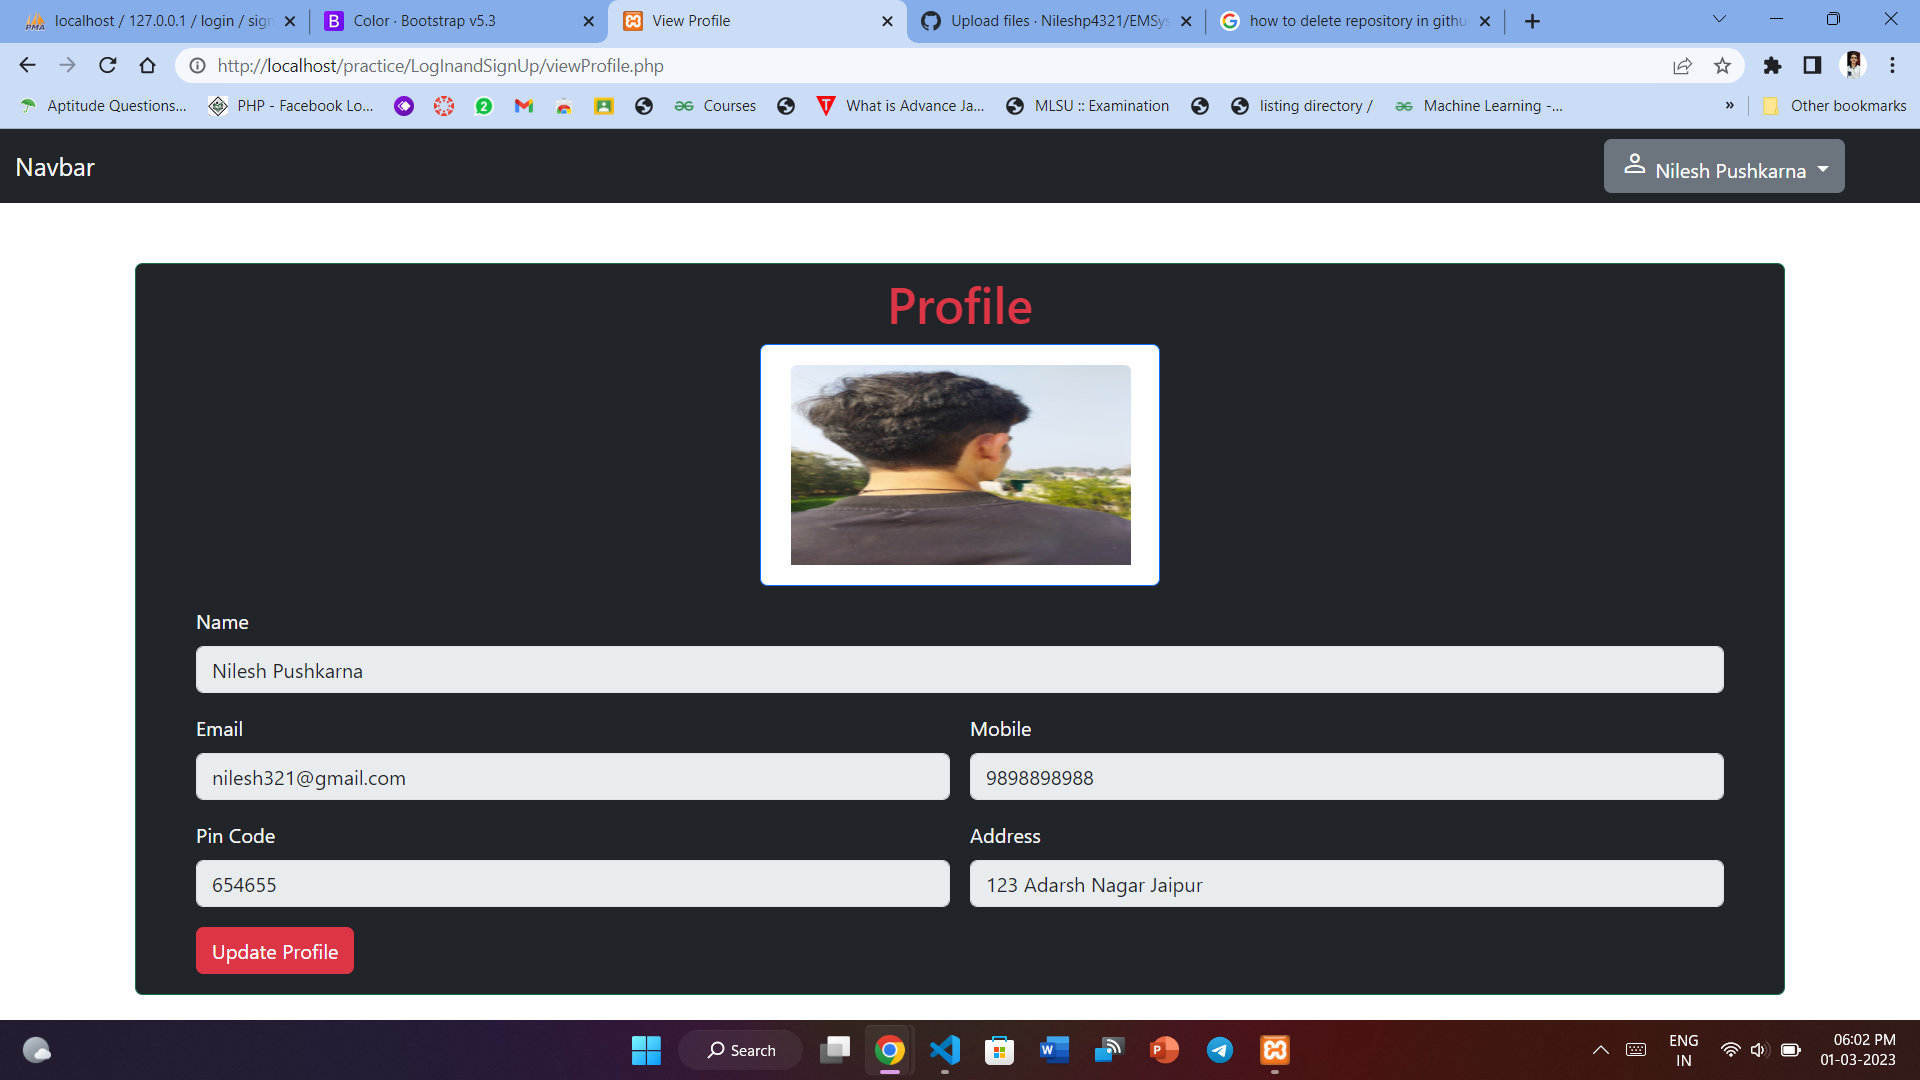 localhost / 127.0.0.1 / login / sign
Color · Bootstrap v5.3
View Profile
Upload files · Nileshp4321/EMSys
how to delete repository in githu
http://localhost/practice/LogInandSignUp/viewProfile.php
Aptitude Questions...
PHP - Facebook Lo...
Courses
What is Advance Ja...
MLSU :: Examination
listing directory /
Machine Learning -...
»
Other bookmarks
Navbar
Nilesh Pushkarna
Profile
Name
Nilesh Pushkarna
Email
Mobile
nilesh321@gmail.com
9898898988
Pin Code
Address
654655
123 Adarsh Nagar Jaipur
Update Profile
Search
ENG
IN
06:02 PM
01-03-2023